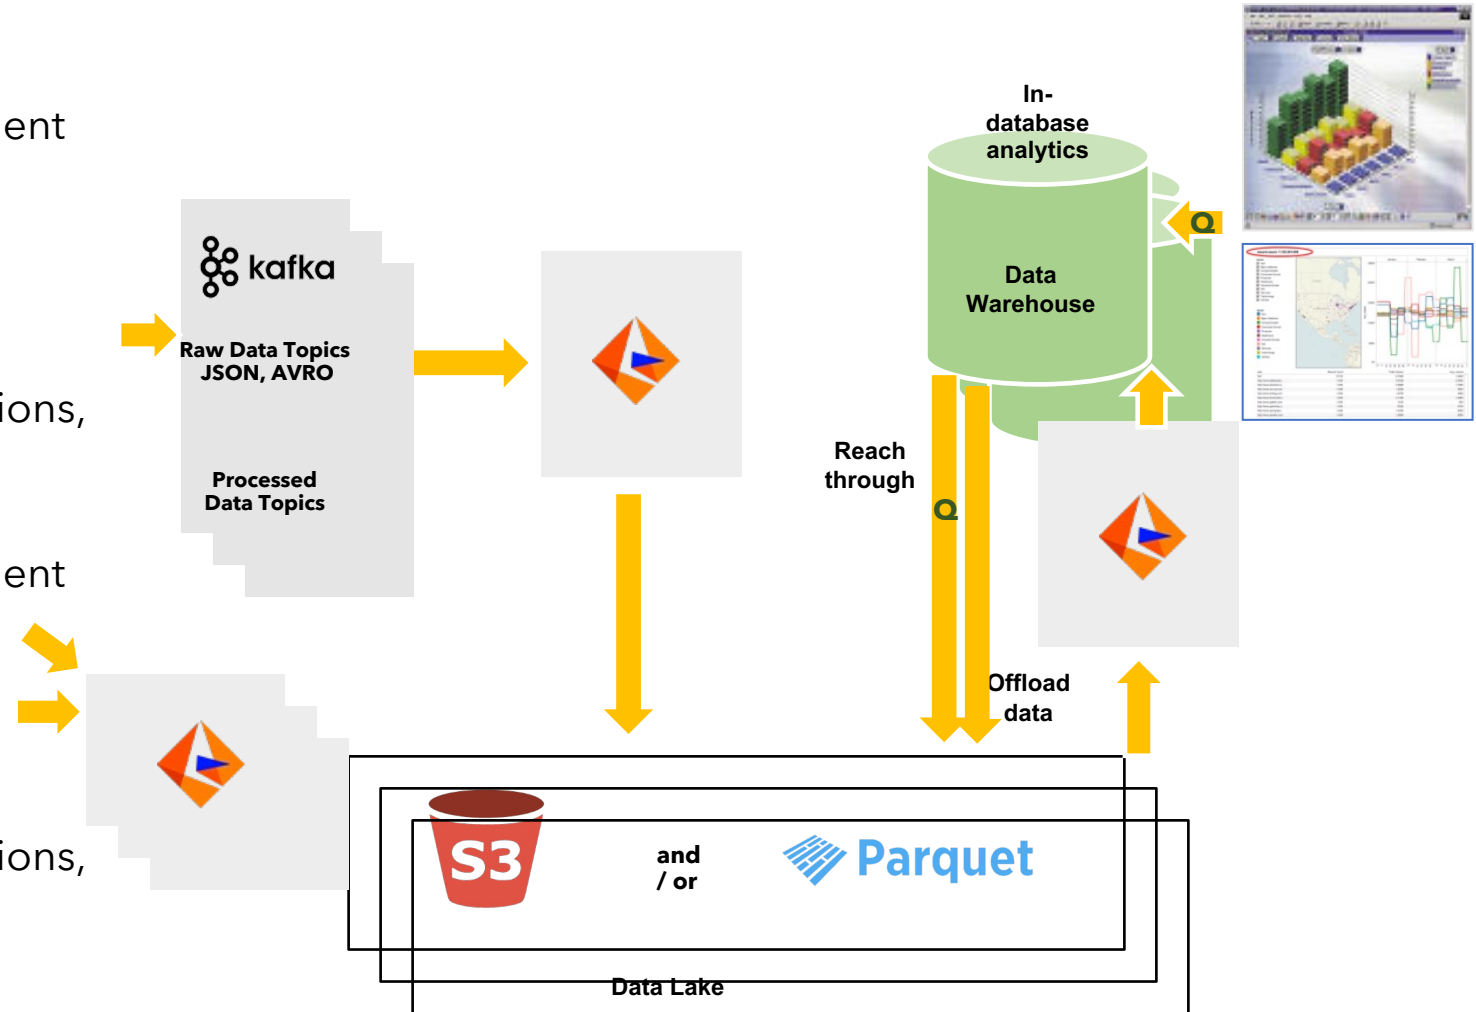 ent
ions,
ent
ions,
kafka
Raw Data Topics
JSON, AVRO
Processed
Data Topics
In-
database
analytics
Data
Warehouse
Q
Reach
through
Q
Offload
data
S3
and
/ or
Parquet
Data Lake